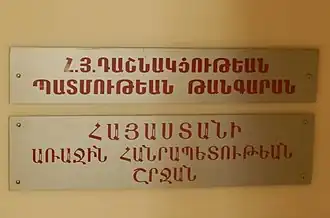 Հ.Յ.ԴԱՇՆԱԿՑՈՒԹԵԱՆ
ՊԱՏՄՈՒԹԵԱՆ ԹԱՆԳԱՐԱՆ
ՀԱՅԱՍՏԱՆԻ
ԱՌԱՋԻՆ ՀԱՆՐԱՊԵՏՈՒԹԵԱՆ
ՇՐՋԱՆ